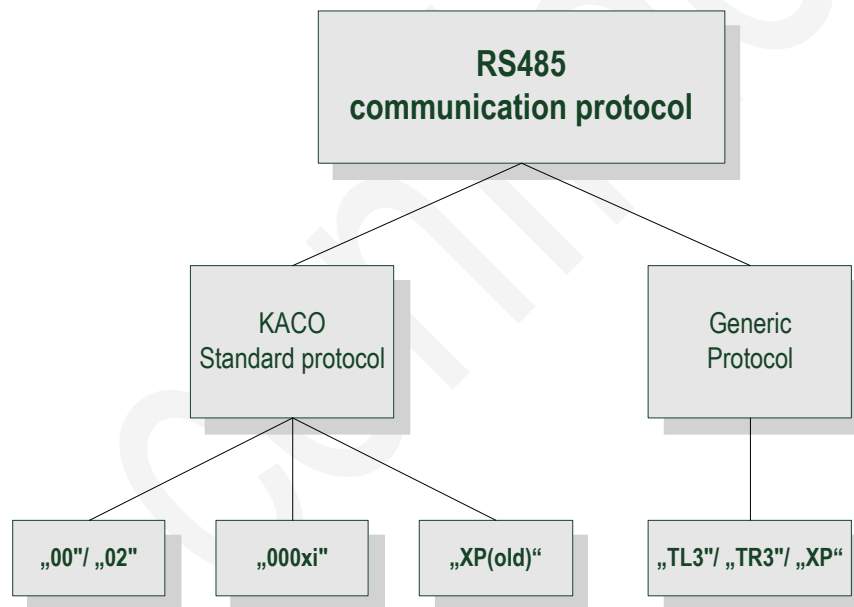 RS485
communication protocol
KACO
Standard protocol
Generic
Protocol
„00"/ „02"
„000xi"
„XP(old)“
„TL3"/ „TR3"/ „XP“